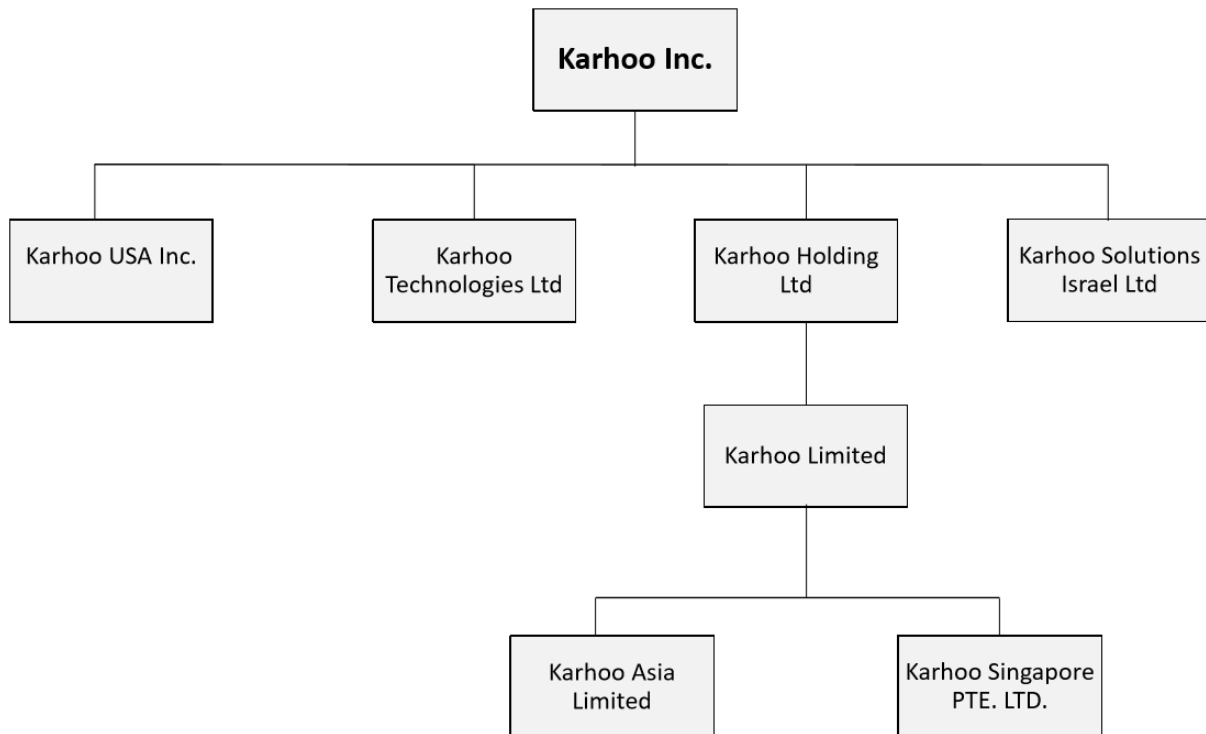 Karhoo Inc.
Karhoo USA Inc.
Karhoo
Technologies Ltd
Karhoo Holding
Ltd
Karhoo Solutions
Israel Ltd
Karhoo Limited
Karhoo Asia
Limited
Karhoo Singapore
PTE. LTD.